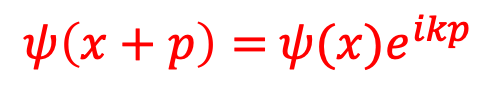 ψ(x + p) = ψ(x)e^{ikp}